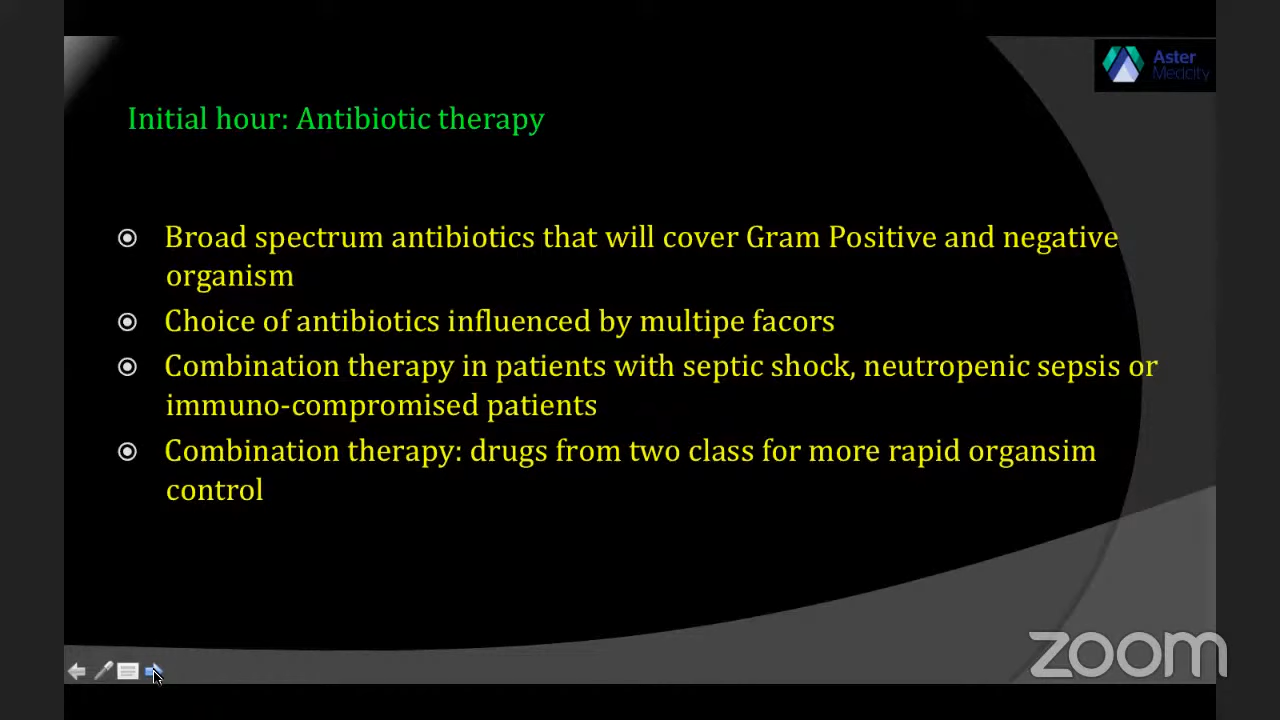 Aster
Medcity
Initial hour: Antibiotic therapy
Broad spectrum antibiotics that will cover Gram Positive and negative
organism
Choice of antibiotics influenced by multipe facors
Combination therapy in patients with septic shock, neutropenic sepsis or
immuno-compromised patients
Combination therapy: drugs from two class for more rapid organsim
control
zoom